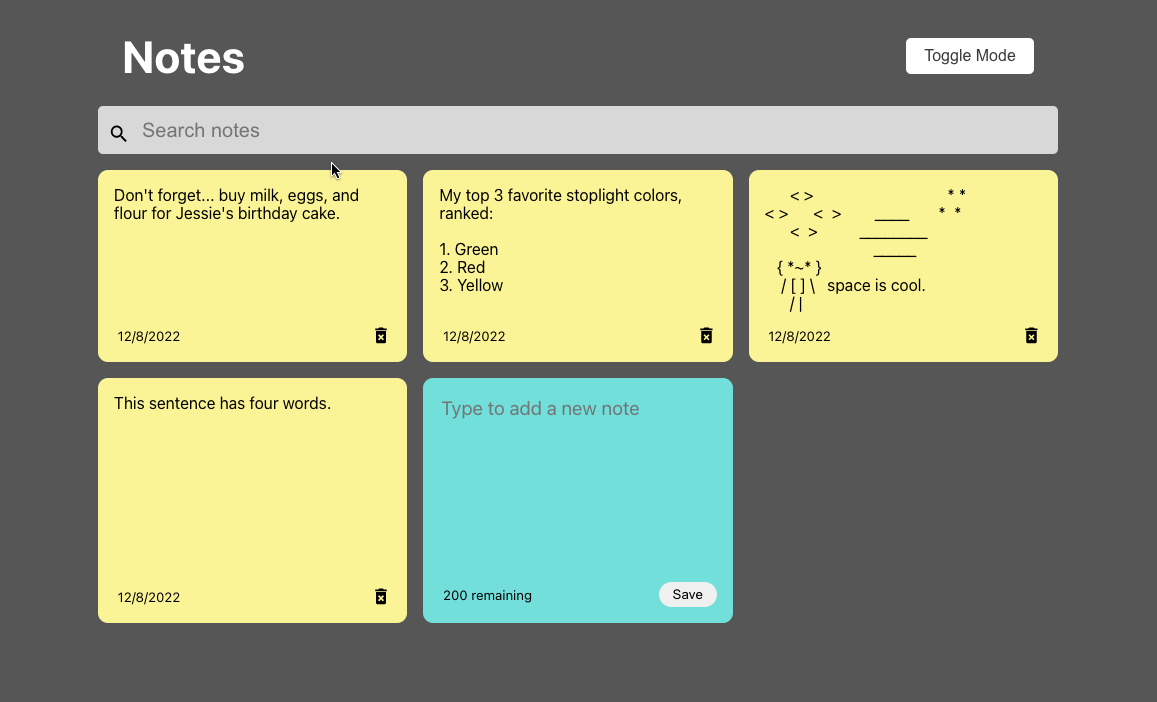 Notes
Toggle Mode
Search notes
Don't forget... buy milk, eggs, and
flour for Jessie's birthday cake.
12/8/2022
My top 3 favorite stoplight colors,
ranked:
1. Green
2. Red
3. Yellow
12/8/2022
< > * *
< > < > ____ * *
< > ________
_____
{ *~* }
/ [ ] \ space is cool.
/ |
12/8/2022
This sentence has four words.
12/8/2022
Type to add a new note
200 remaining
Save